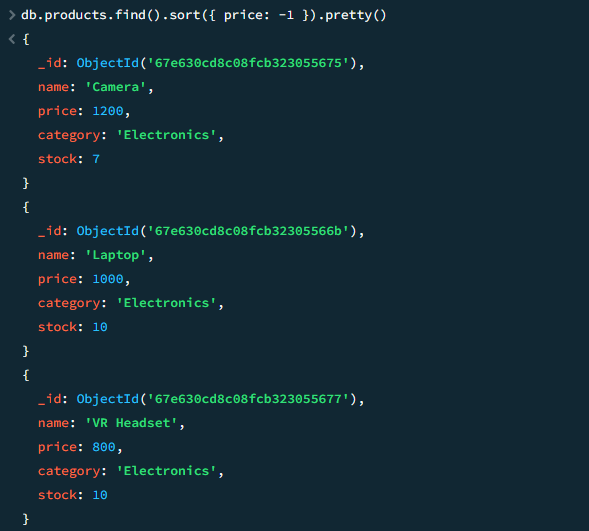 > db.products.find().sort({ price: -1 }).pretty()
< {
_id: ObjectId('67e630cd8c08fcb323055675'),
name: 'Camera',
price: 1200,
category: 'Electronics',
stock: 7
}
{
_id: ObjectId('67e630cd8c08fcb32305566b'),
name: 'Laptop',
price: 1000,
category: 'Electronics',
stock: 10
}
{
_id: ObjectId('67e630cd8c08fcb323055677'),
name: 'VR Headset',
price: 800,
category: 'Electronics',
stock: 10
}